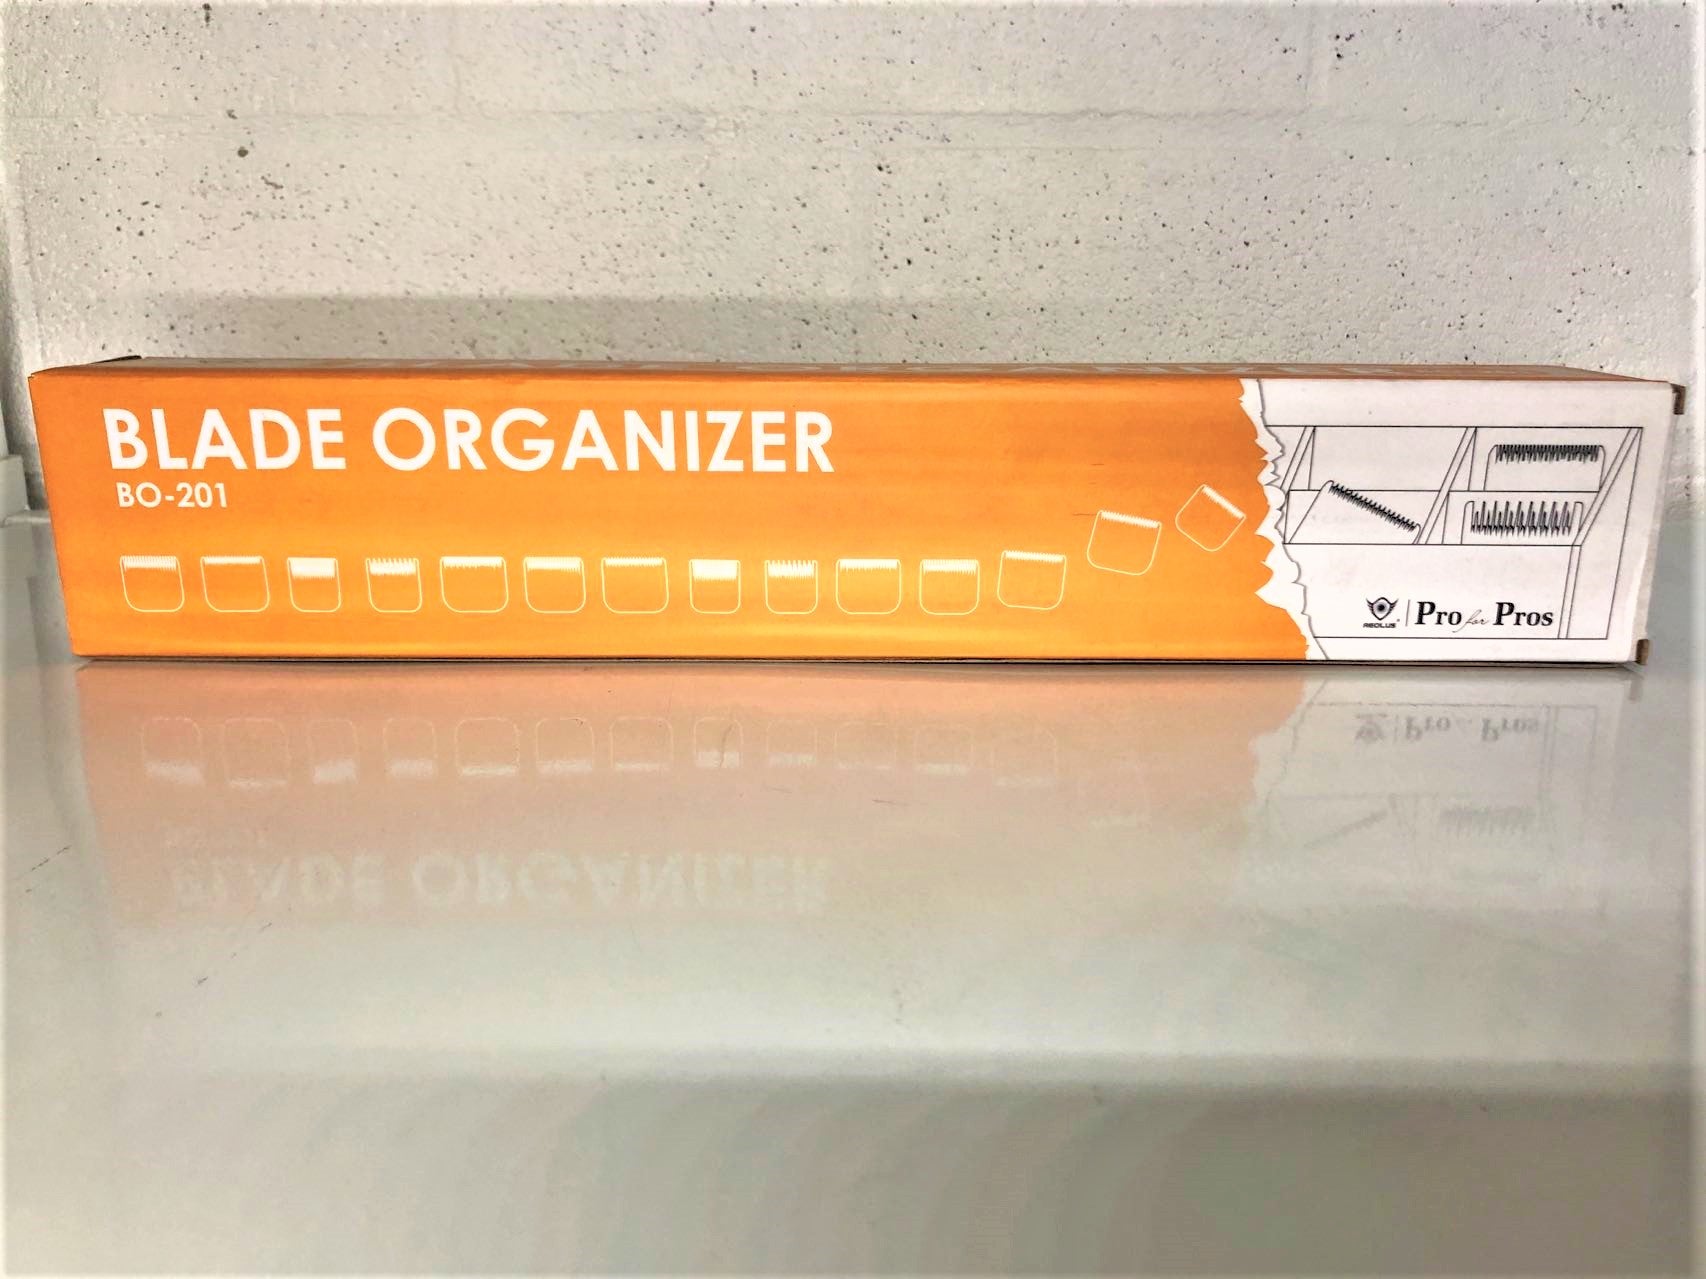 BLADE ORGANIZER
BO-201
AEOLUS
Pro for Pros